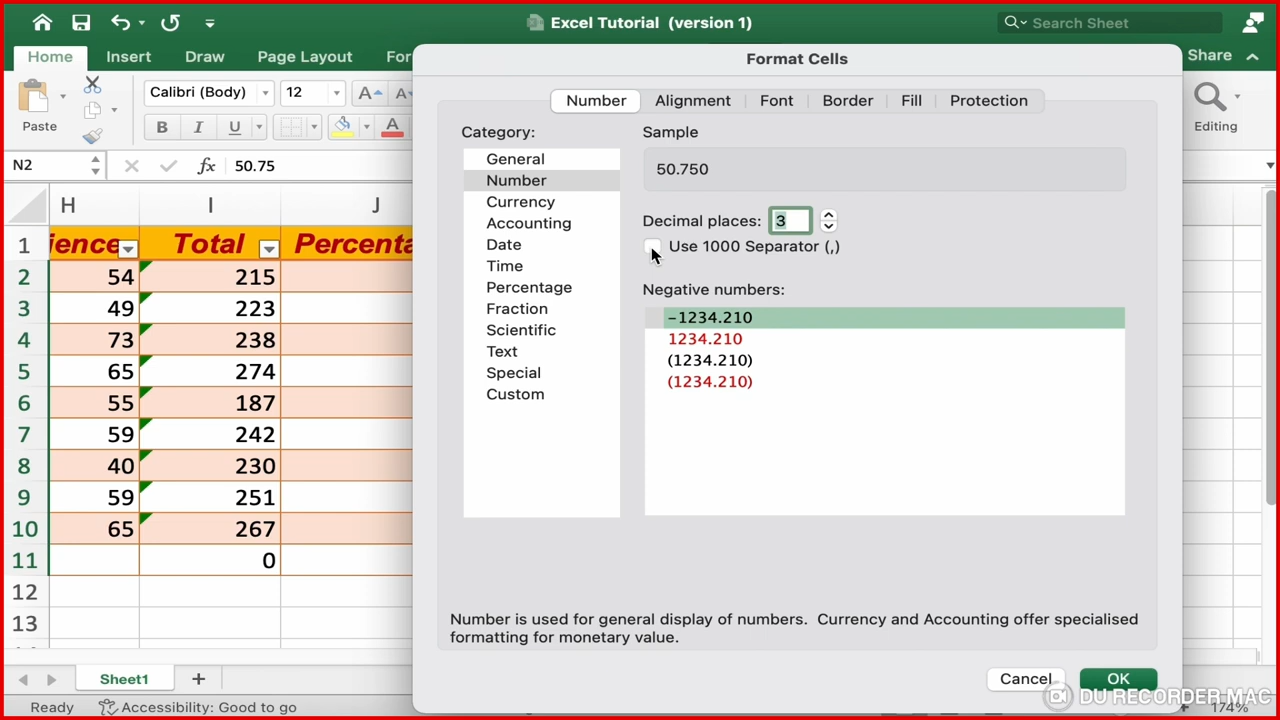 Excel Tutorial (version 1)
Search Sheet
Home
Insert
Draw
Page Layout
For
Share
Paste
Calibri (Body)
12
A
A
B
I
U
A
Editing
N2
fx
50.75
H
I
J
1
ience
Total
Percenta
2
54
215
3
49
223
4
73
238
5
65
274
6
55
187
7
59
242
8
40
230
9
59
251
10
65
267
11
0
12
13
Format Cells
Number
Alignment
Font
Border
Fill
Protection
Category:
General
Number
Currency
Accounting
Date
Time
Percentage
Fraction
Scientific
Text
Special
Custom
Sample
50.750
Decimal places:
3
Use 1000 Separator (,)
Negative numbers:
-1234.210
1234.210
(1234.210)
(1234.210)
Number is used for general display of numbers. Currency and Accounting offer specialised
formatting for monetary value.
Cancel
OK
Sheet1
+
Ready
Accessibility: Good to go
DU RECORDER MAC
174%